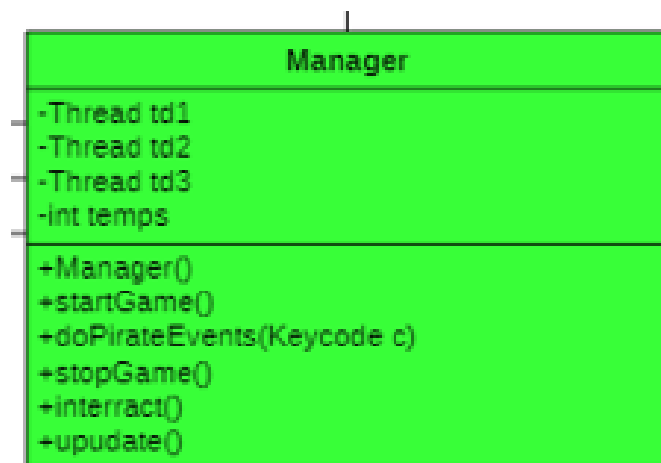 Manager
-Thread td1
-Thread td2
-Thread td3
-int temps
+Manager()
+startGame()
+doPirateEvents(Keycode c)
+stopGame()
+interract()
+upudate()